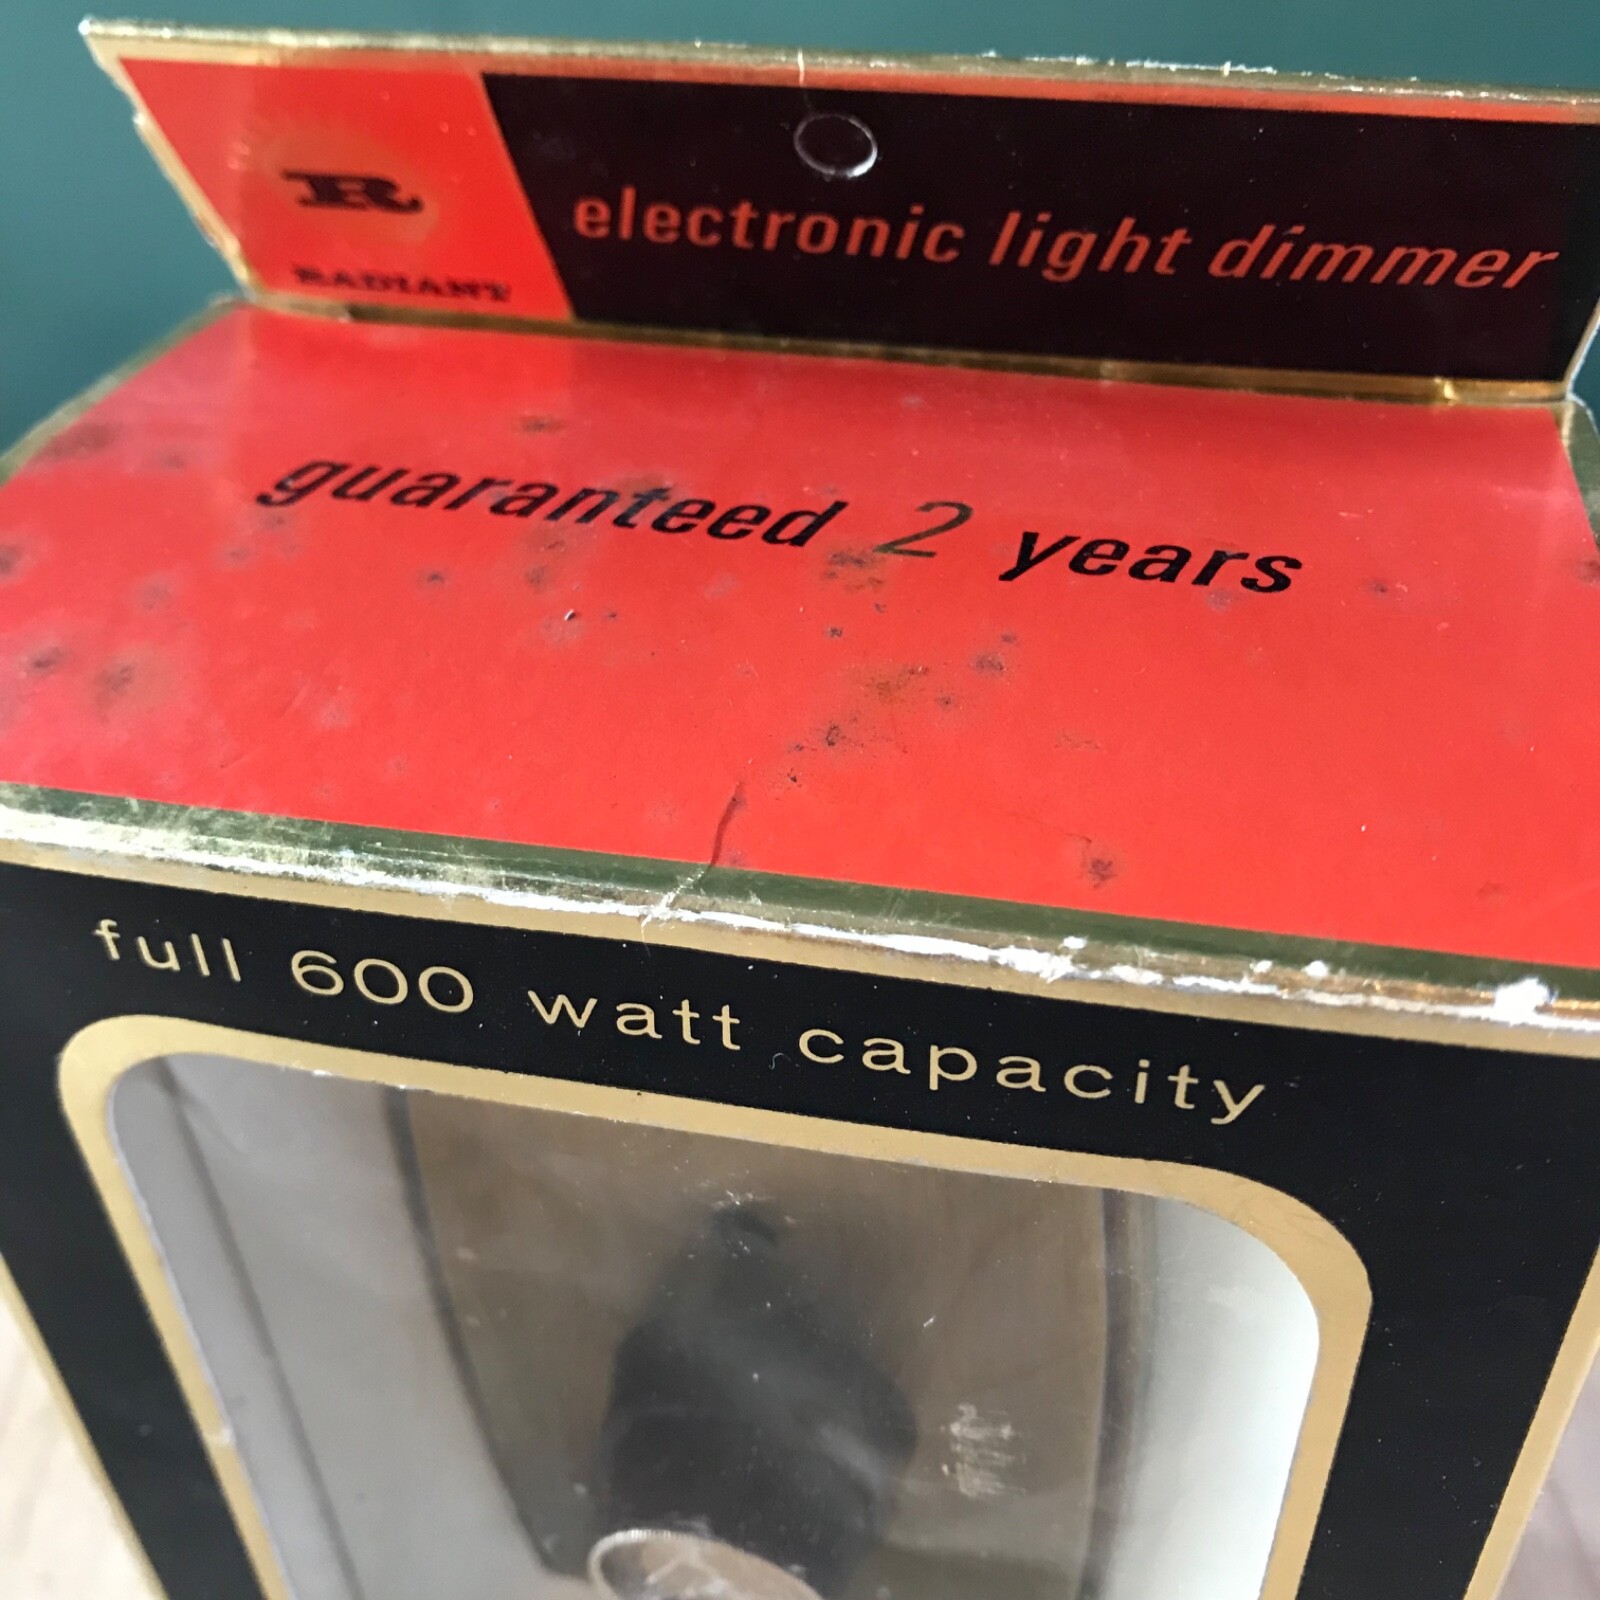 R
RADIANT
electronic light dimmer
guaranteed 2 years
full 600 watt capacity